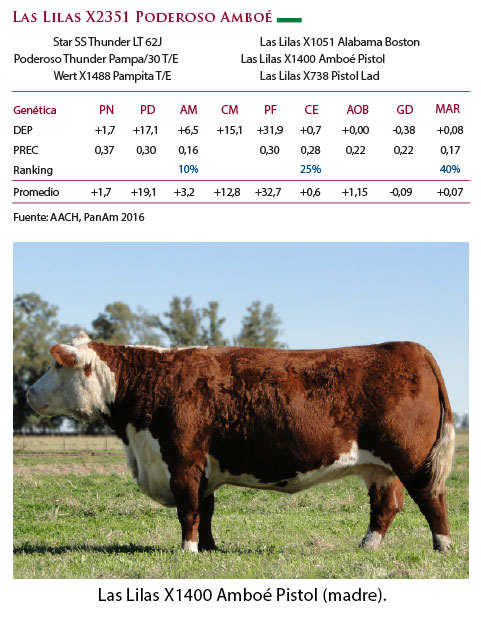 Las Lilas X2351 Poderoso Amboé
Star SS Thunder LT 62J Las Lilas X1051 Alabama Boston
Poderoso Thunder Pampa/30 T/E Las Lilas X1400 Amboé Pistol
Wert X1488 Pampita T/E Las Lilas X738 Pistol Lad
Genética PN PD AM CM PF CE AOB GD MAR
DEP +1,7 +17,1 +6,5 +15,1 +31,9 +0,7 +0,00 -0,38 +0,08
PREC 0,37 0,30 0,16 0,30 0,28 0,22 0,22 0,17
Ranking 10% 25% 40%
Promedio +1,7 +19,1 +3,2 +12,8 +32,7 +0,6 +1,15 -0,09 +0,07
Fuente: AACH, PanAm 2016
Las Lilas X1400 Amboé Pistol (madre).